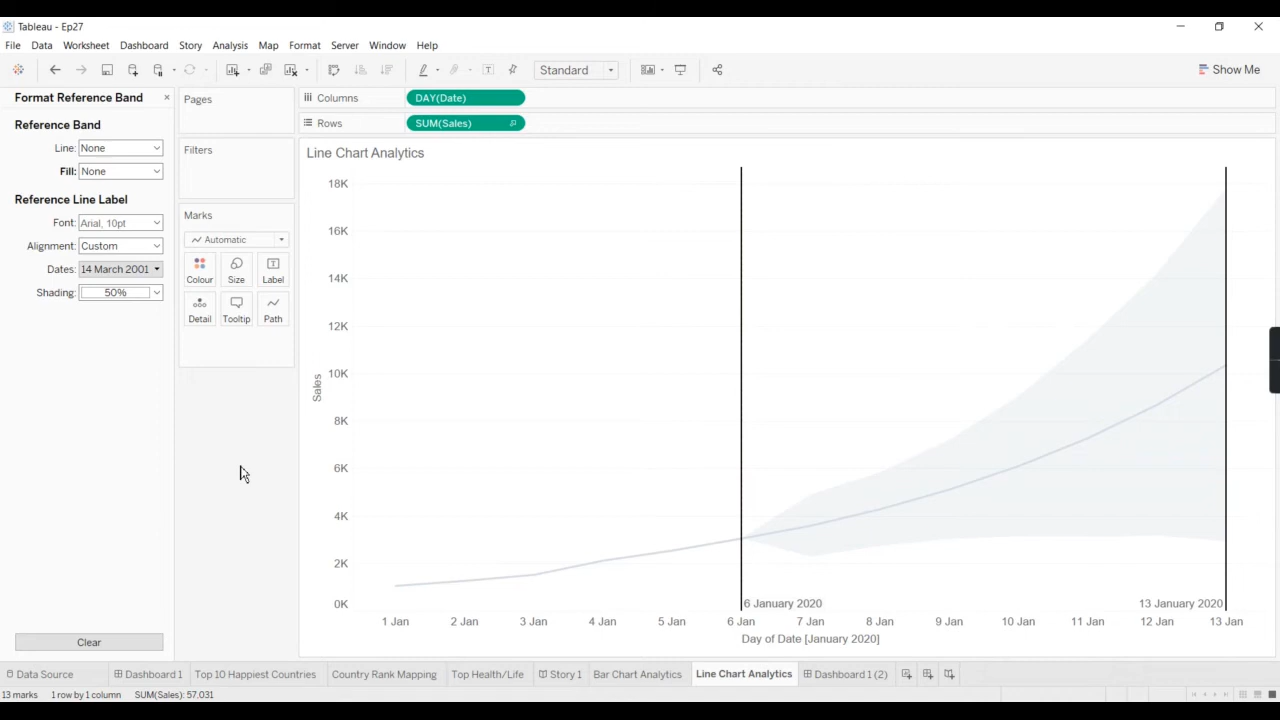 Tableau - Ep27
File Data Worksheet Dashboard Story Analysis Map Format Server Window Help
Standard
Show Me
Format Reference Band
Reference Band
Line: None
Fill: None
Reference Line Label
Font: Arial, 10pt
Alignment: Custom
Dates: 14 March 2001
Shading: 50%
Clear
Pages
Filters
Marks
Automatic
Colour Size Label
Detail Tooltip Path
Columns DAY(Date)
Rows SUM(Sales)
Line Chart Analytics
18K
16K
14K
12K
10K
8K
6K
4K
2K
0K
Sales
6 January 2020 13 January 2020
1 Jan 2 Jan 3 Jan 4 Jan 5 Jan 6 Jan 7 Jan 8 Jan 9 Jan 10 Jan 11 Jan 12 Jan 13 Jan
Day of Date [January 2020]
Data Source Dashboard 1 Top 10 Happiest Countries Country Rank Mapping Top Health/Life Story 1 Bar Chart Analytics Line Chart Analytics Dashboard 1 (2)
13 marks 1 row by 1 column SUM(Sales): 57,031